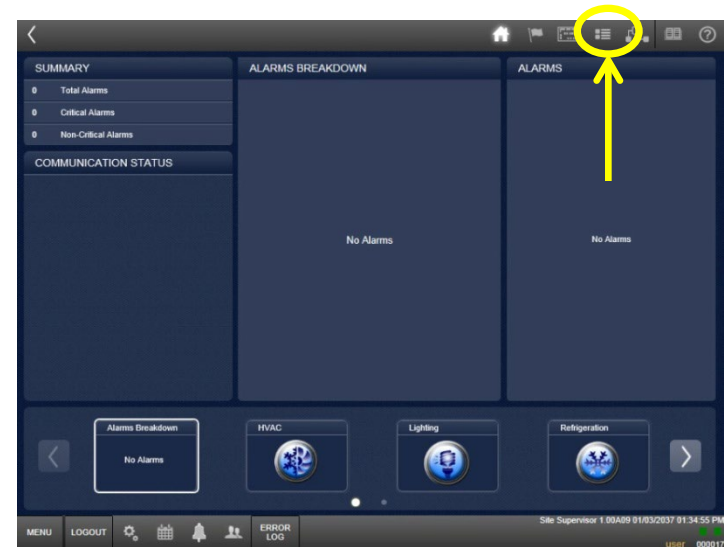 SUMMARY
0 Total Alarms
0 Critical Alarms
0 Non-Critical Alarms
COMMUNICATION STATUS
ALARMS BREAKDOWN
No Alarms
ALARMS
No Alarms
Alarms Breakdown
No Alarms
HVAC
Lighting
Refrigeration
MENU
LOGOUT
ERROR
LOG
Site Supervisor 1.00A09 01/03/2037 01:34:55 PM
user 000017